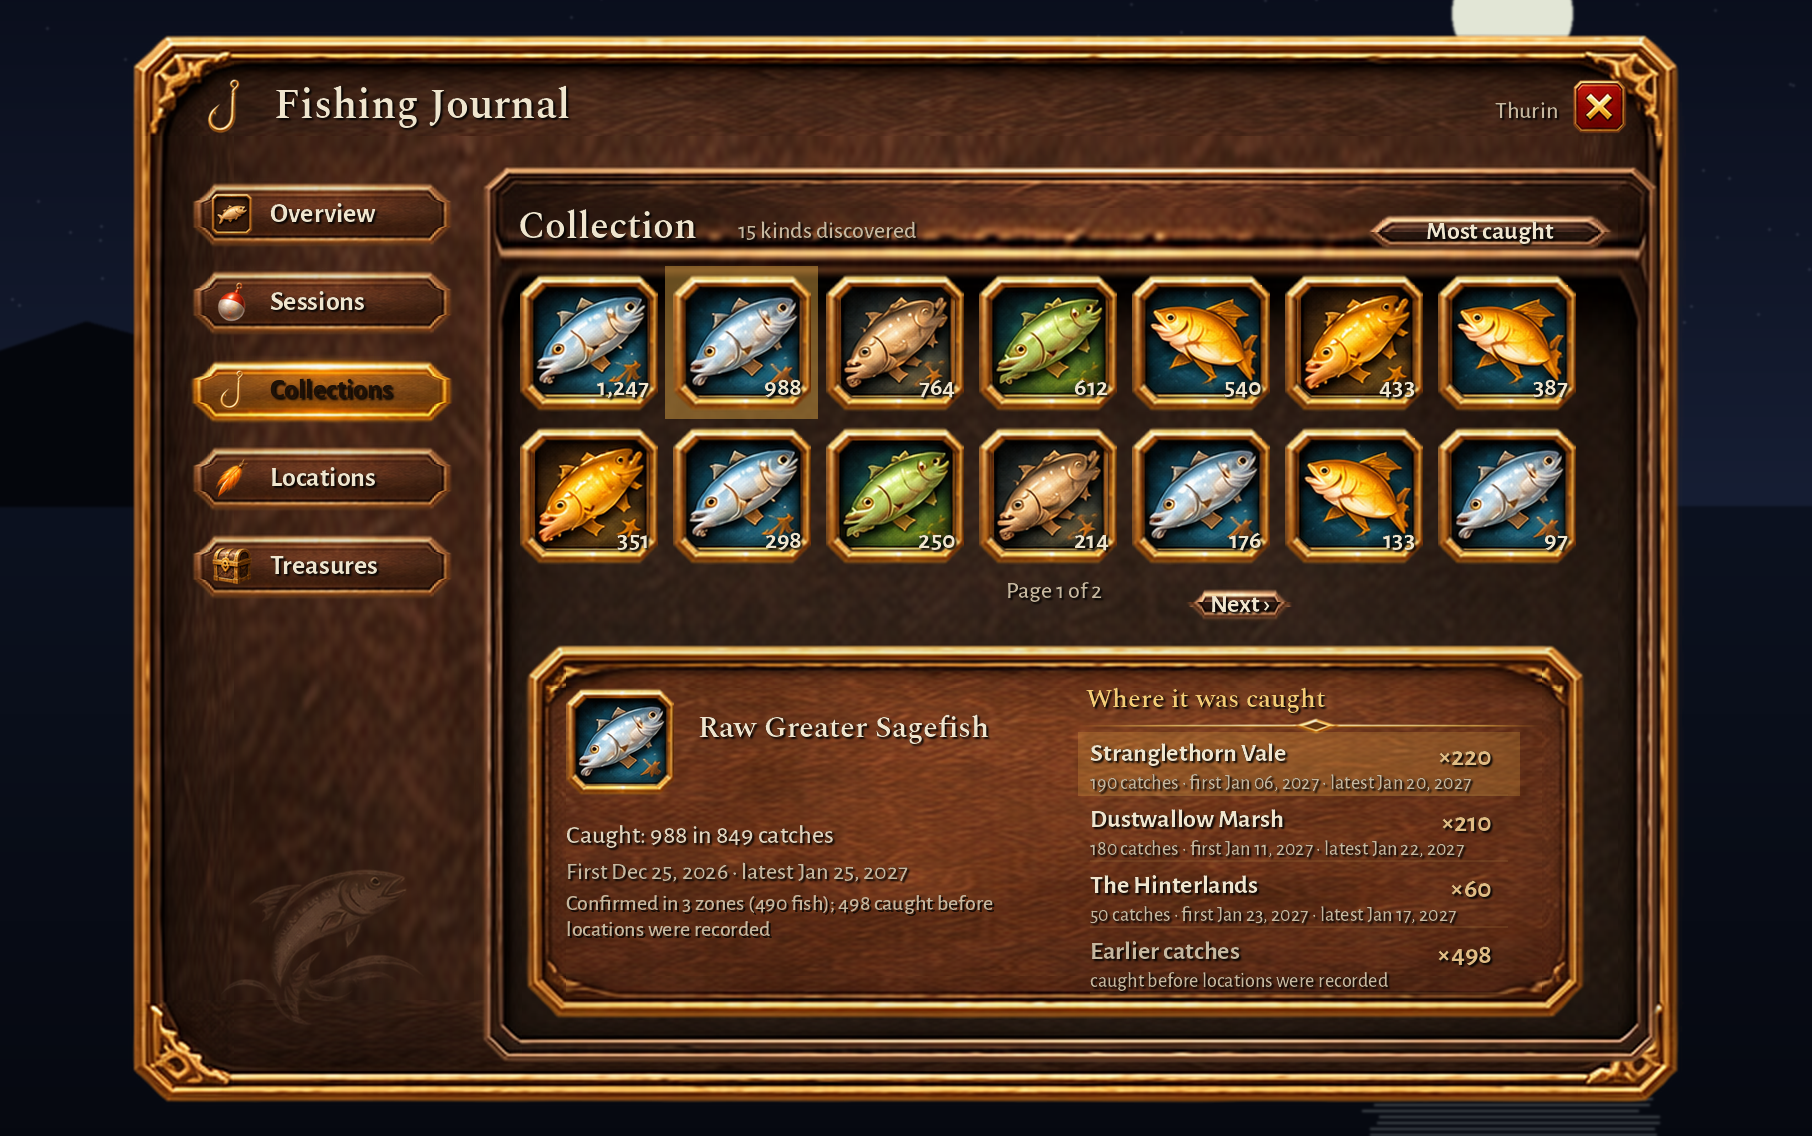 Fishing Journal
Thurin
Overview
Sessions
Collections
Locations
Treasures
Collection
15 kinds discovered
Most caught
1,247
988
764
612
540
433
387
351
298
250
214
176
133
97
Page 1 of 2
Next ›
Raw Greater Sagefish
Caught: 988 in 849 catches
First Dec 25, 2026 · latest Jan 25, 2027
Confirmed in 3 zones (490 fish); 498 caught before
locations were recorded
Where it was caught
Stranglethorn Vale
×220
190 catches · first Jan 06, 2027 · latest Jan 20, 2027
Dustwallow Marsh
×210
180 catches · first Jan 11, 2027 · latest Jan 22, 2027
The Hinterlands
×60
50 catches · first Jan 23, 2027 · latest Jan 17, 2027
Earlier catches
×498
caught before locations were recorded